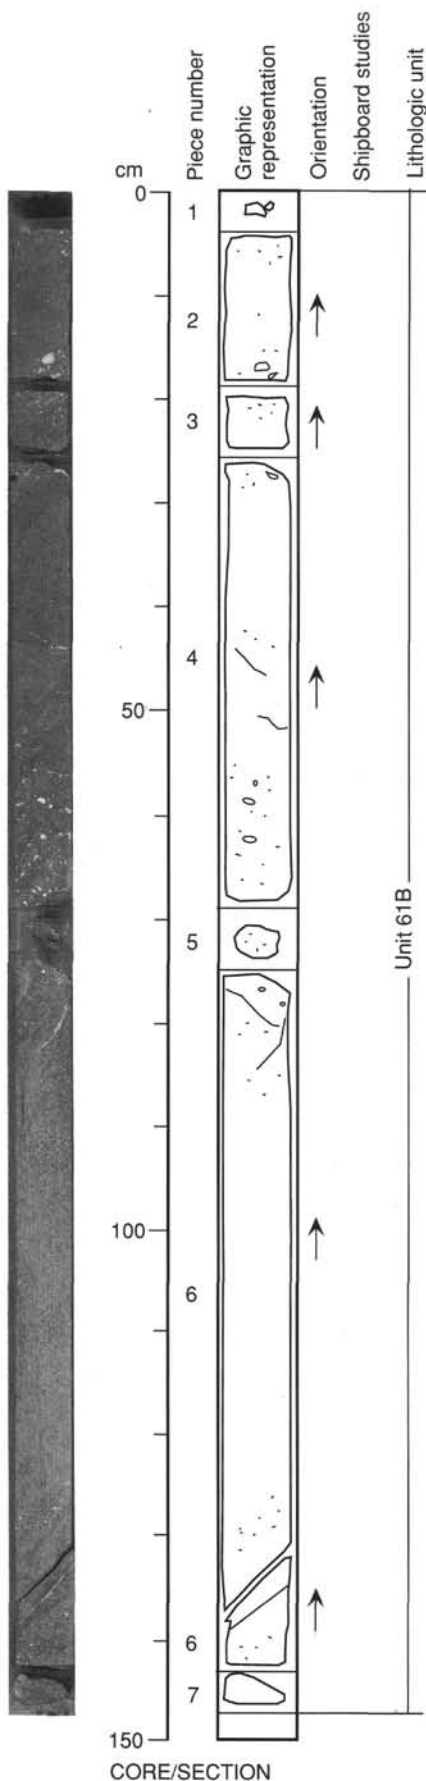 cm
Piece number
Graphic
representation
Orientation
Shipboard studies
Lithologic unit
0
1
2
3
4
50
5
Unit 61B
100
6
6
7
150
CORE/SECTION